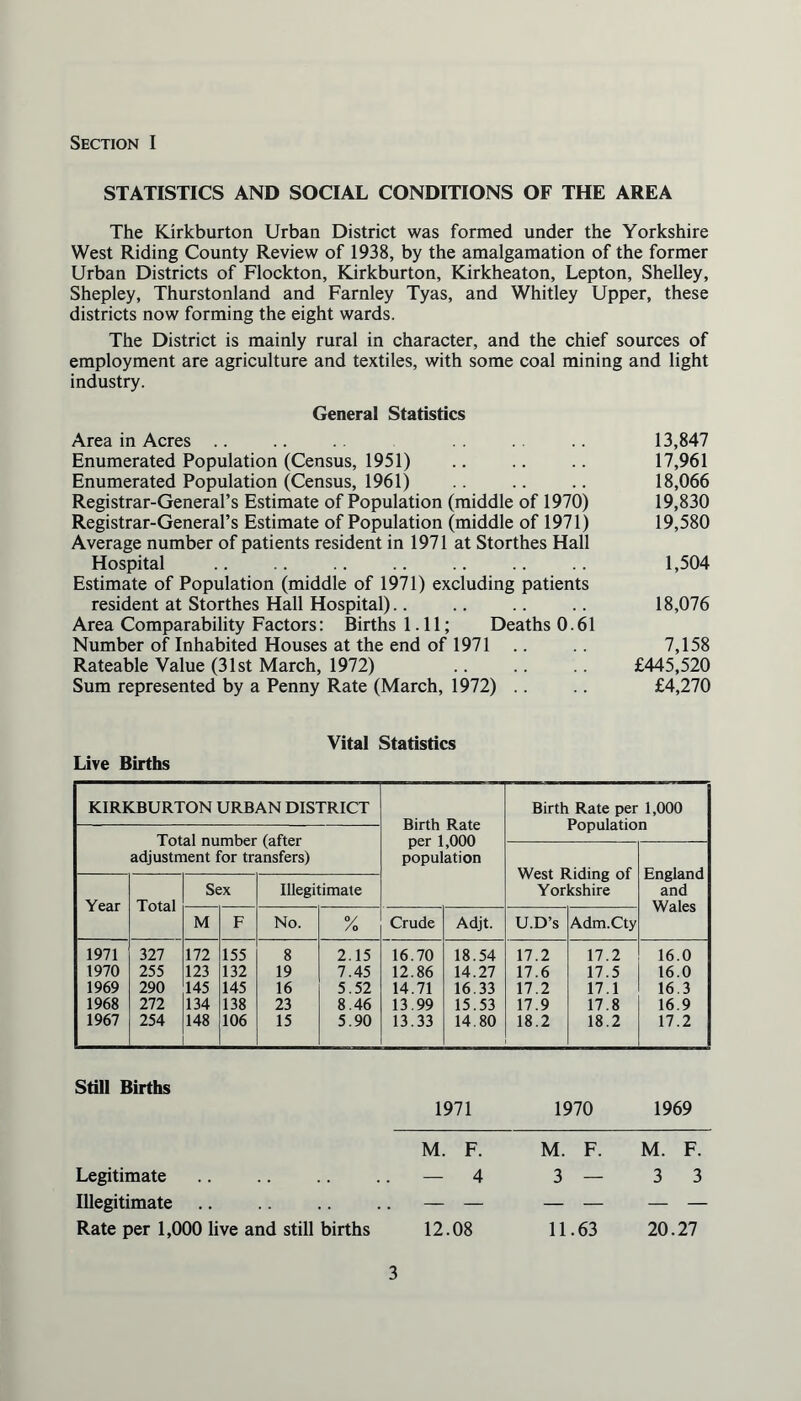 SECTION I
STATISTICS AND SOCIAL CONDITIONS OF THE AREA
The Kirkburton Urban District was formed under the Yorkshire
West Riding County Review of 1938, by the amalgamation of the former
Urban Districts of Flockton, Kirkburton, Kirkheaton, Lepton, Shelley,
Shepley, Thurstonland and Farnley Tyas, and Whitley Upper, these
districts now forming the eight wards.
The District is mainly rural in character, and the chief sources of
employment are agriculture and textiles, with some coal mining and light
industry.
General Statistics
Area in Acres .. .. .. .. .. .. 13,847
Enumerated Population (Census, 1951) .. .. .. 17,961
Enumerated Population (Census, 1961) .. .. .. 18,066
Registrar-General's Estimate of Population (middle of 1970) 19,830
Registrar-General's Estimate of Population (middle of 1971) 19,580
Average number of patients resident in 1971 at Storthes Hall
Hospital .. .. .. .. .. .. .. 1,504
Estimate of Population (middle of 1971) excluding patients
resident at Storthes Hall Hospital).. .. .. .. 18,076
Area Comparability Factors: Births 1.11; Deaths 0.61
Number of Inhabited Houses at the end of 1971 .. .. 7,158
Rateable Value (31st March, 1972) .. .. .. £445,520
Sum represented by a Penny Rate (March, 1972) .. .. £4,270
Vital Statistics
Live Births
KIRKBURTON URBAN DISTRICT
Total number (after
adjustment for transfers)
Birth Rate
per 1,000
population
Birth Rate per 1,000
Population
West Riding of
Yorkshire
England
and
Wales
Year Total Sex Illegitimate
M F No. % Crude Adjt. U.D's Adm.Cty
1971 327 172 155 8 2.15 16.70 18.54 17.2 17.2 16.0
1970 255 123 132 19 7.45 12.86 14.27 17.6 17.5 16.0
1969 290 145 145 16 5.52 14.71 16.33 17.2 17.1 16.3
1968 272 134 138 23 8.46 13.99 15.53 17.9 17.8 16.9
1967 254 148 106 15 5.90 13.33 14.80 18.2 18.2 17.2
Still Births
1971 1970 1969
M. F. M. F. M. F.
Legitimate .. .. .. .. — 4 3 — 3 3
Illegitimate .. .. .. .. — — — — — —
Rate per 1,000 live and still births 12.08 11.63 20.27
3